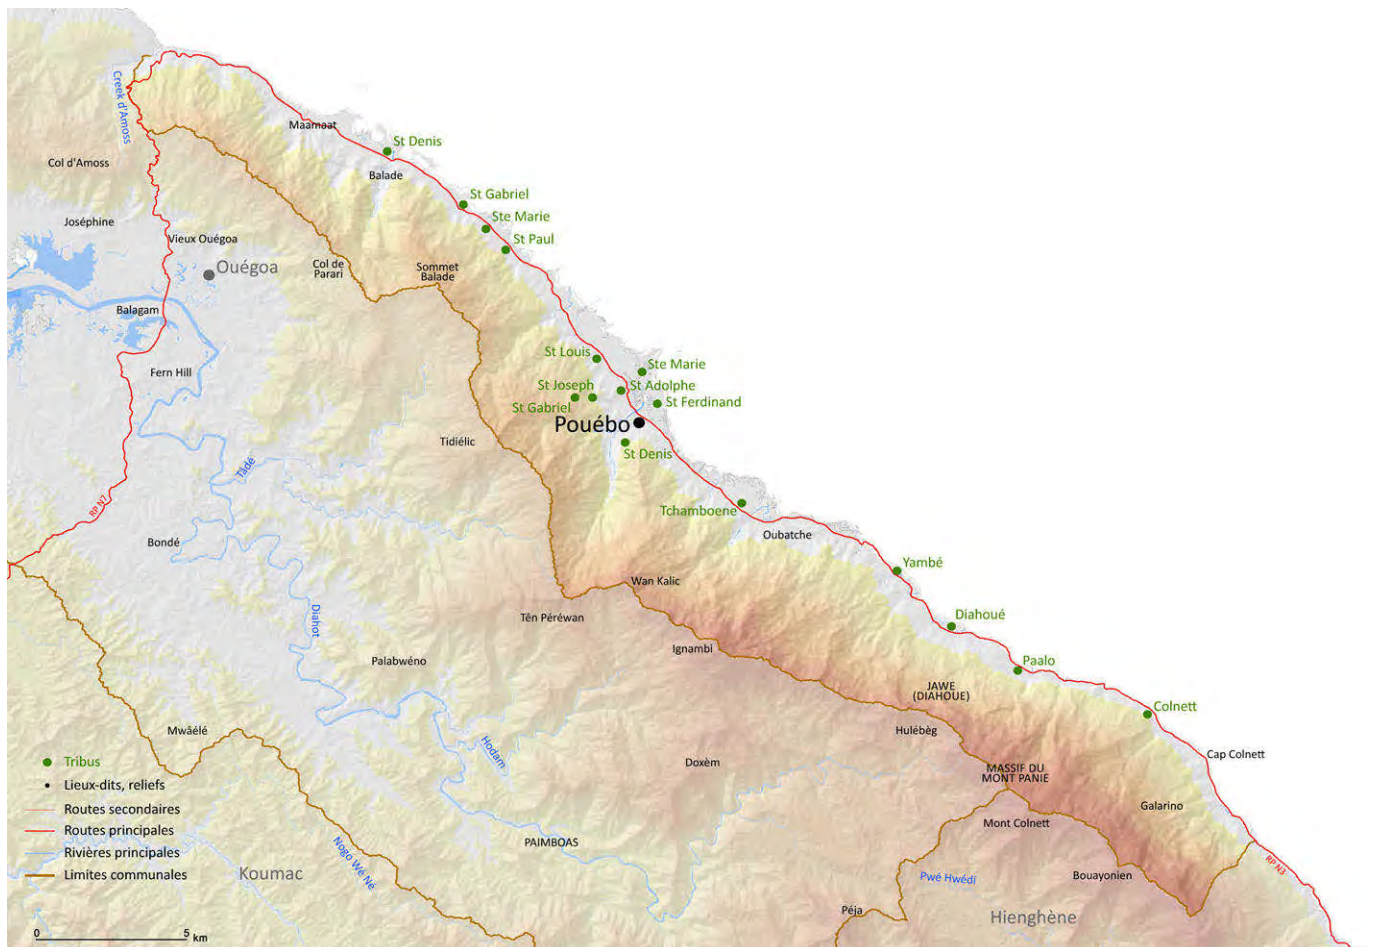 Creek d'Amoss
Maamaat
St Denis
Col d'Amoss
Balade
St Gabriel
Joséphine
Ste Marie
Vieux Ouégoa
St Paul
Ouégoa
Col de
Parari
Sommet
Balade
Balagam
St Louis
Ste Marie
Fern Hill
St Joseph
St Adolphe
St Gabriel
St Ferdinand
Pouébo
Tidiélic
St Denis
Tâdé
RP N7
Tchamboene
Bondé
Oubatche
Yambé
Wan Kalic
Diahot
Tên Péréwan
Diahoué
Ignambi
Palabwéno
Paalo
JAWE
(DIAHOUE)
Colnett
Mwâélé
Hulébèg
Hodam
Cap Colnett
Doxèm
MASSIF DU
MONT PANIE
Galarino
Mont Colnett
PAIMBOAS
Nogo Wé Né
Koumac
Pwé Hwédi
Bouayonien
RP N3
Péja
Hienghène
Tribus
Lieux-dits, reliefs
Routes secondaires
Routes principales
Rivières principales
Limites communales
0 5 km